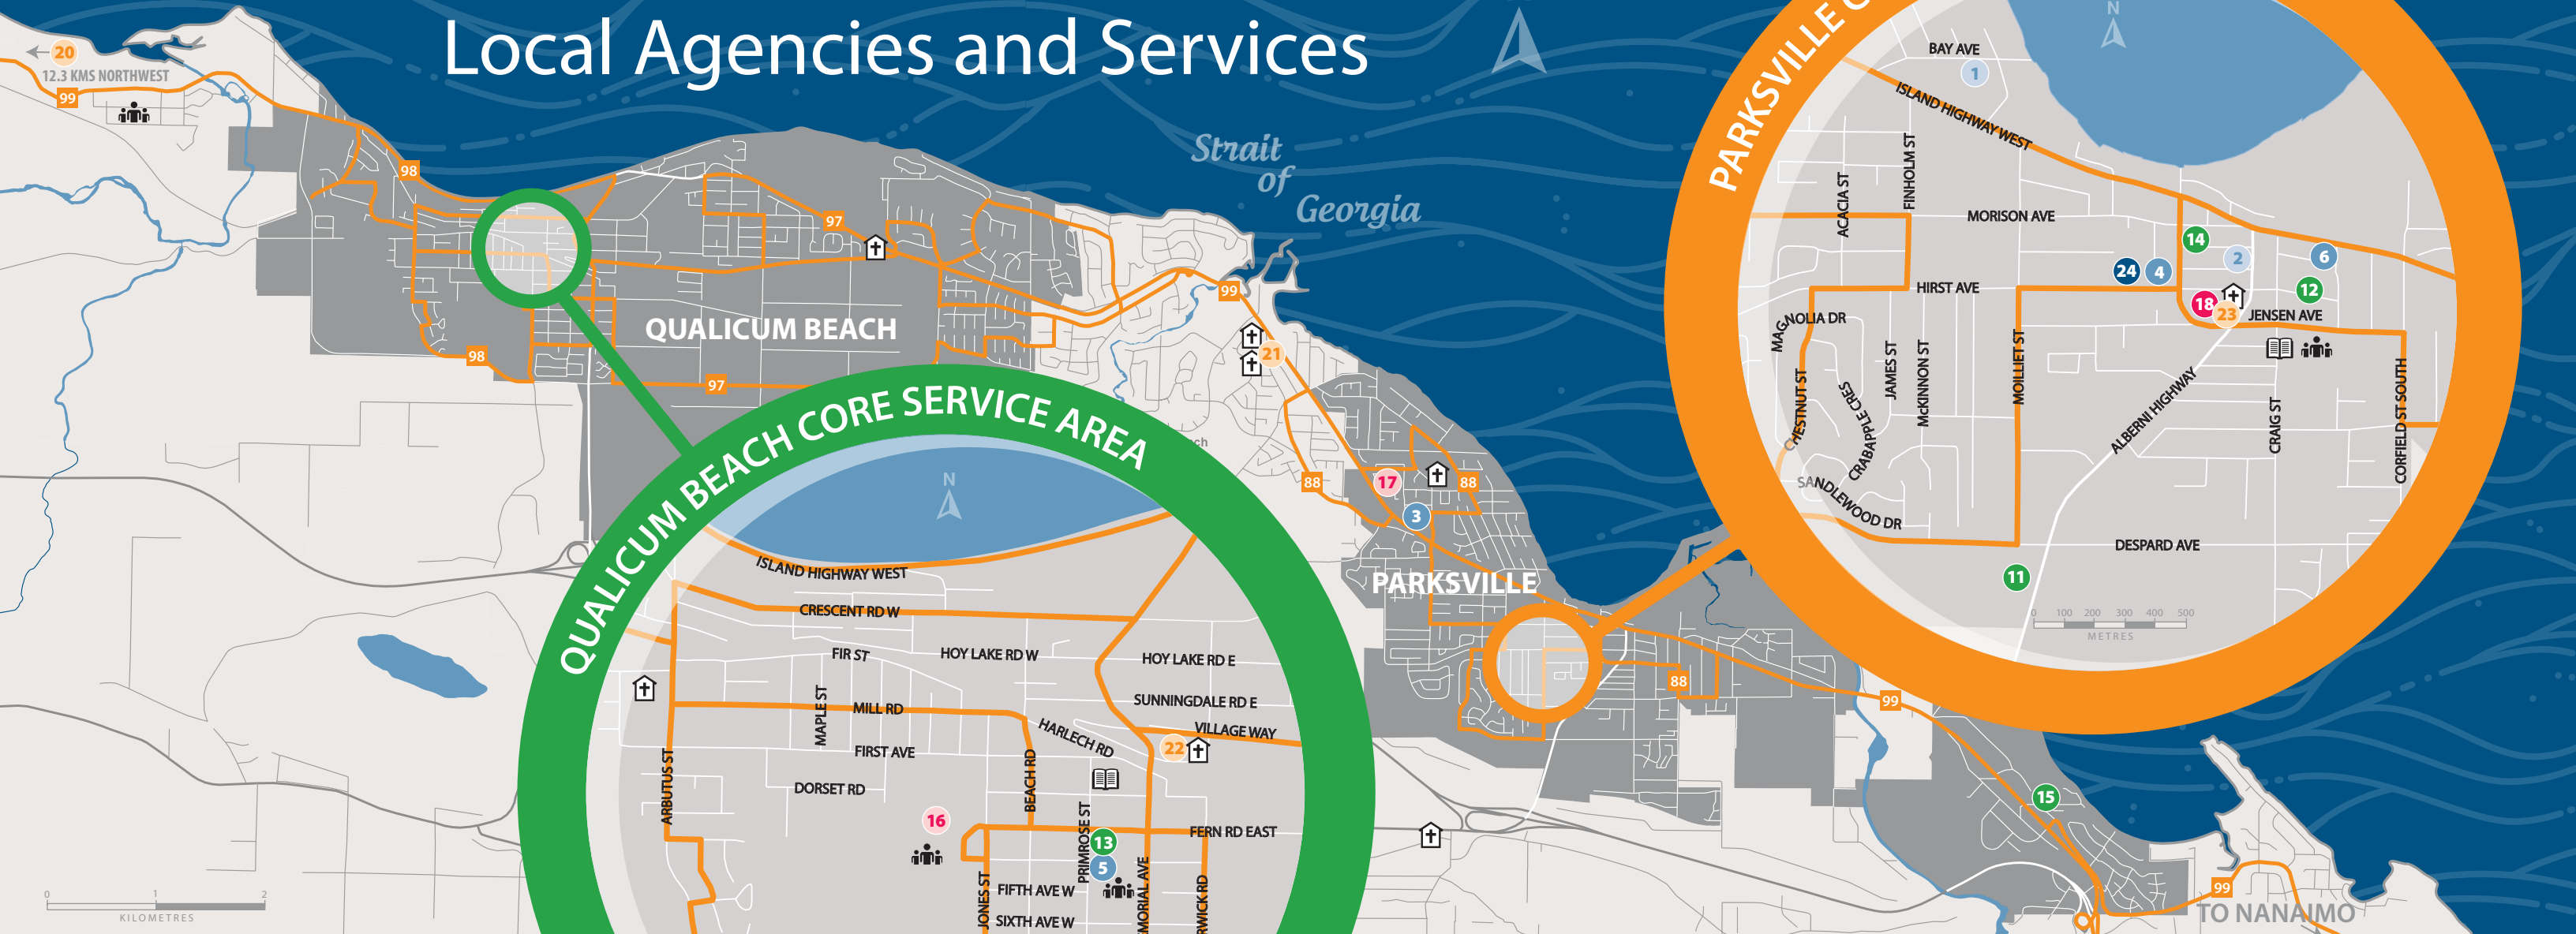 Local Agencies and Services
20
12.3 KMS NORTHWEST
99
98
98
97
97
QUALICUM BEACH
Strait
of
Georgia
99
21
88
17
88
3
PARKSVILLE
88
99
15
99
TO NANAIMO
0 1 2
KILOMETRES
QUALICUM BEACH CORE SERVICE AREA
N
ISLAND HIGHWAY WEST
CRESCENT RD W
FIR ST
HOY LAKE RD W
HOY LAKE RD E
MAPLE ST
MILL RD
SUNNINGDALE RD E
HARLECH RD
VILLAGE WAY
22
FIRST AVE
ARBUTUS ST
BEACH RD
DORSET RD
16
PRIMROSE ST
FERN RD EAST
13
5
JONES ST
FIFTH AVE W
SIXTH AVE W
EMORIAL AVE
RWICK RD
PARKSVILLE C
N
BAY AVE
1
ISLAND HIGHWAY WEST
ACACIA ST
FINHOLM ST
MORISON AVE
14
2
6
24
4
HIRST AVE
12
18
23
JENSEN AVE
MAGNOLIA DR
CHESTNUT ST
CRABAPPLE CRES
JAMES ST
McKINNON ST
MOILLIET ST
ALBERNI HIGHWAY
CRAIG ST
CORFIELD ST SOUTH
SANDLEWOOD DR
DESPARD AVE
11
0 100 200 300 400 500
METRES